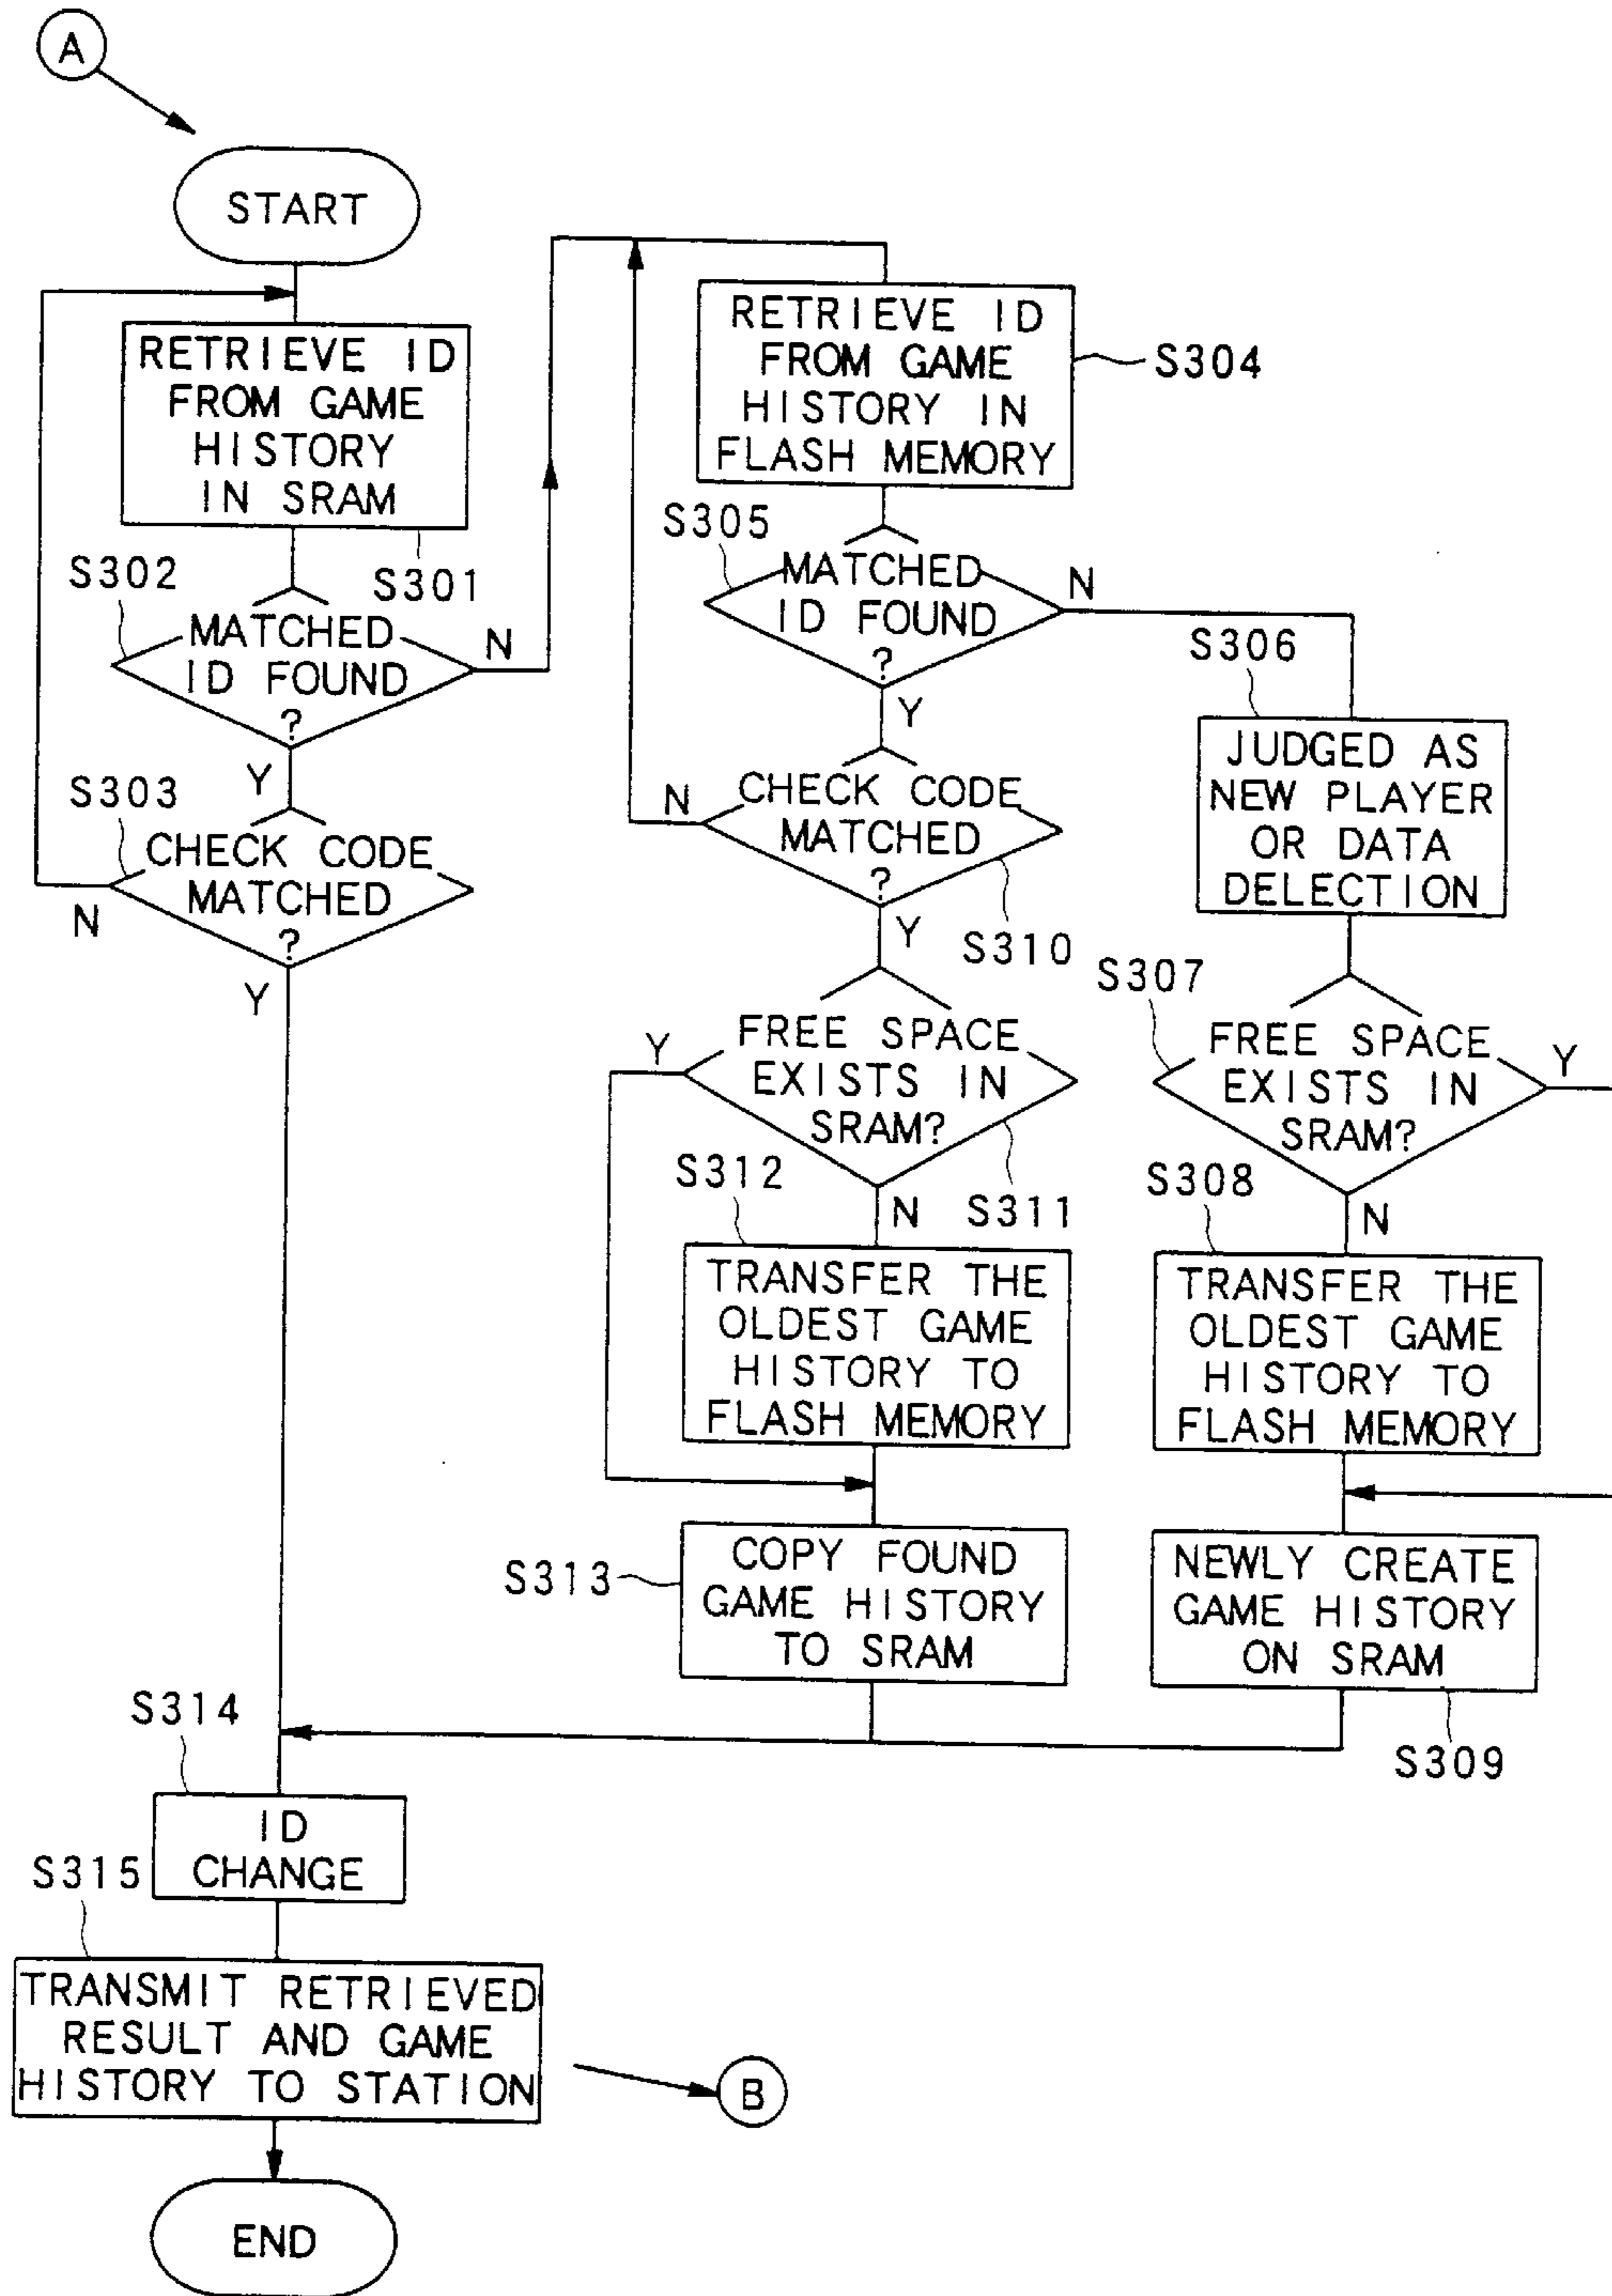 A
START
RETRIEVE ID
FROM GAME
HISTORY
IN SRAM
S301
S302
MATCHED
ID FOUND
?
N
Y
S303
CHECK CODE
MATCHED
?
N
Y
RETRIEVE ID
FROM GAME
HISTORY IN
FLASH MEMORY
S304
S305
MATCHED
ID FOUND
?
N
Y
S306
JUDGED AS
NEW PLAYER
OR DATA
DELECTION
CHECK CODE
MATCHED
?
N
Y
S310
S307
FREE SPACE
EXISTS IN
SRAM?
Y
N
FREE SPACE
EXISTS IN
SRAM?
Y
N
S311
S312
TRANSFER THE
OLDEST GAME
HISTORY TO
FLASH MEMORY
S308
TRANSFER THE
OLDEST GAME
HISTORY TO
FLASH MEMORY
S313
COPY FOUND
GAME HISTORY
TO SRAM
NEWLY CREATE
GAME HISTORY
ON SRAM
S309
S314
ID
CHANGE
S315
TRANSMIT RETRIEVED
RESULT AND GAME
HISTORY TO STATION
B
END